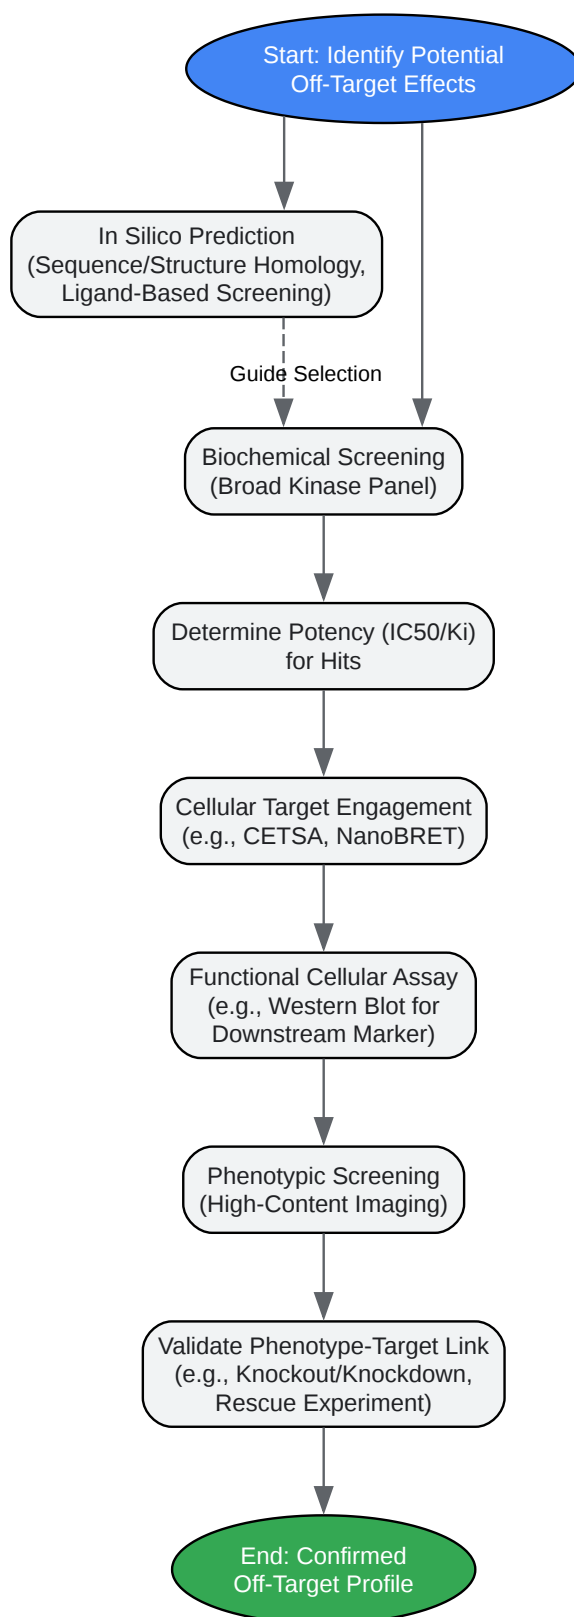 Start: Identify Potential
Off-Target Effects
In Silico Prediction
(Sequence/Structure Homology,
Ligand-Based Screening)
Guide Selection
Biochemical Screening
(Broad Kinase Panel)
Determine Potency (IC50/Ki)
for Hits
Cellular Target Engagement
(e.g., CETSA, NanoBRET)
Functional Cellular Assay
(e.g., Western Blot for
Downstream Marker)
Phenotypic Screening
(High-Content Imaging)
Validate Phenotype-Target Link
(e.g., Knockout/Knockdown,
Rescue Experiment)
End: Confirmed
Off-Target Profile